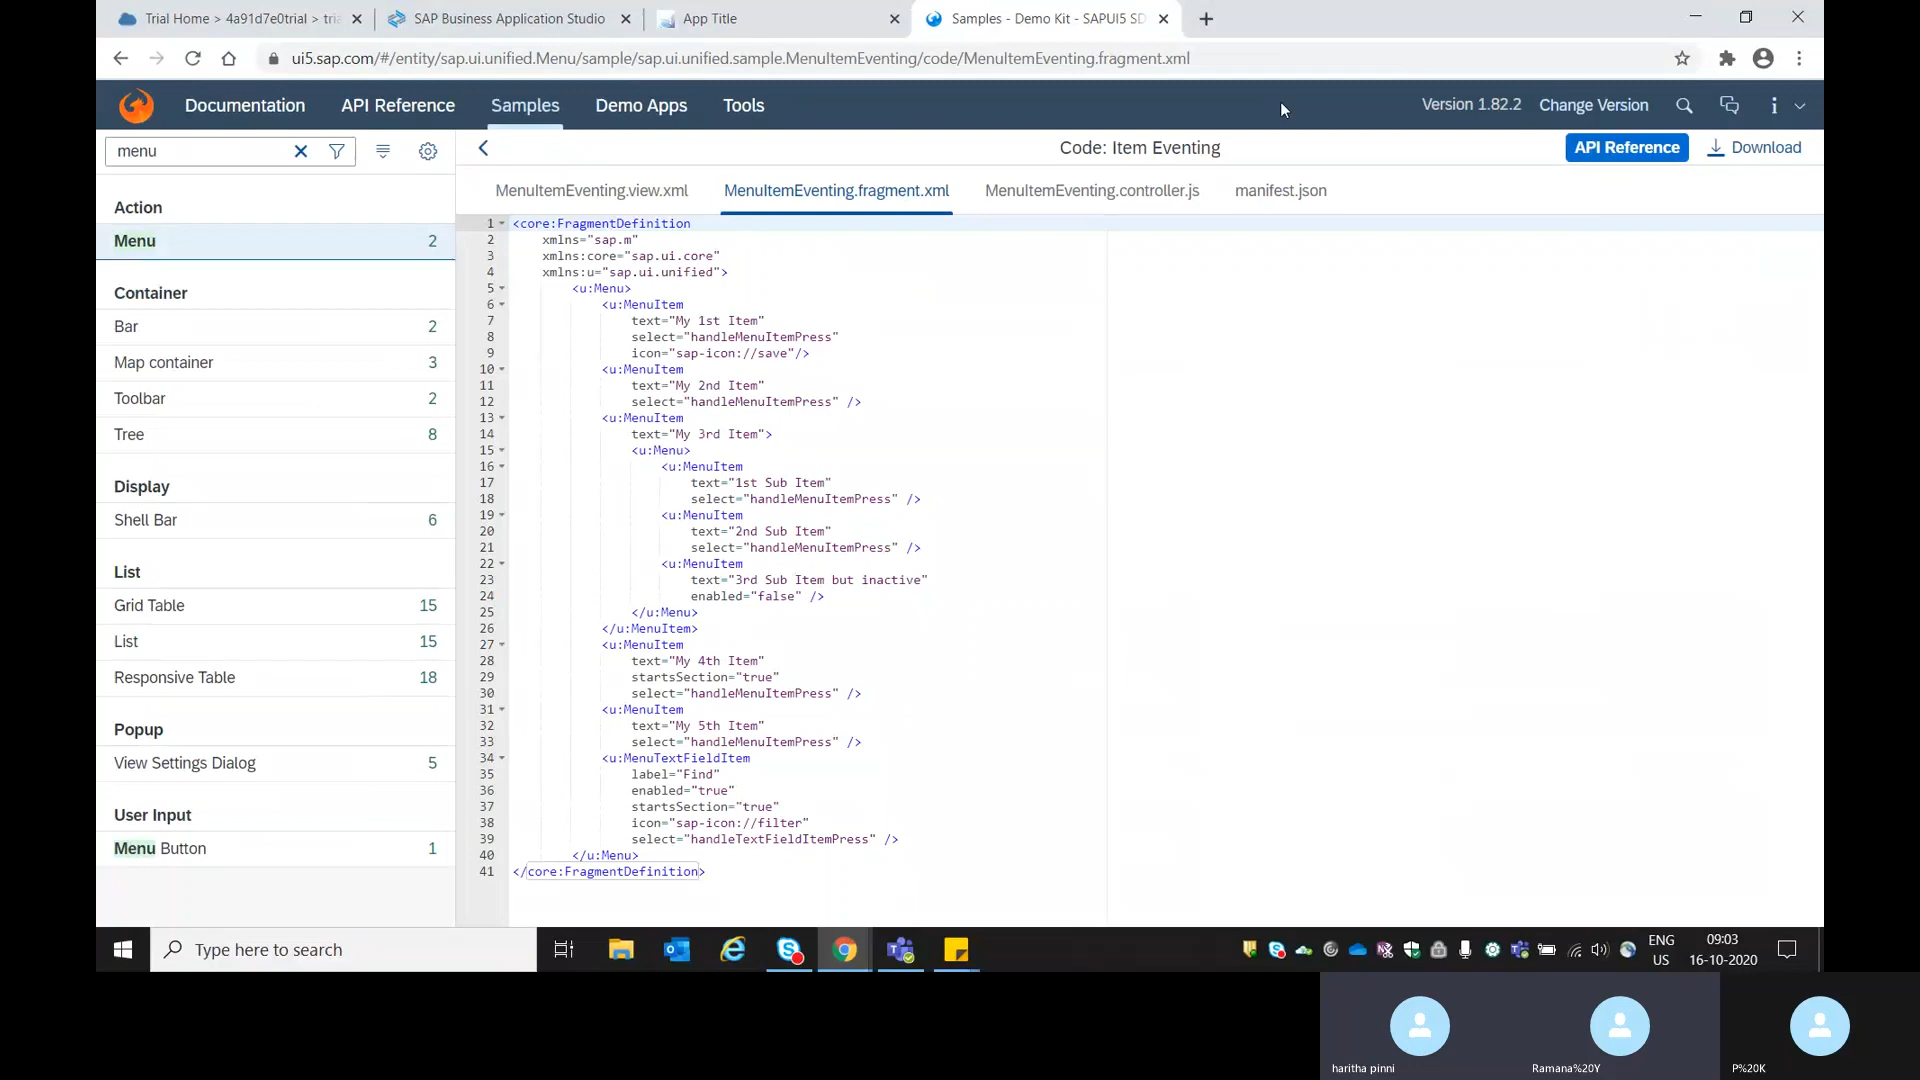 Trial Home > 4a91d7e0trial > tria
SAP Business Application Studio
App Title
Samples - Demo Kit - SAPUI5 SD
ui5.sap.com/#/entity/sap.ui.unified.Menu/sample/sap.ui.unified.sample.MenuItemEventing/code/MenuItemEventing.fragment.xml
Documentation API Reference Samples Demo Apps Tools
Version 1.82.2 Change Version
menu
Code: Item Eventing
API Reference
Download
MenuItemEventing.view.xml MenuItemEventing.fragment.xml MenuItemEventing.controller.js manifest.json
Action
Menu 2
Container
Bar 2
Map container 3
Toolbar 2
Tree 8
Display
Shell Bar 6
List
Grid Table 15
List 15
Responsive Table 18
Popup
View Settings Dialog 5
User Input
Menu Button 1
1 <core:FragmentDefinition
2 xmlns="sap.m"
3 xmlns:core="sap.ui.core"
4 xmlns:u="sap.ui.unified">
5 <u:Menu>
6 <u:MenuItem
7 text="My 1st Item"
8 select="handleMenuItemPress"
9 icon="sap-icon://save"/>
10 <u:MenuItem
11 text="My 2nd Item"
12 select="handleMenuItemPress" />
13 <u:MenuItem
14 text="My 3rd Item">
15 <u:Menu>
16 <u:MenuItem
17 text="1st Sub Item"
18 select="handleMenuItemPress" />
19 <u:MenuItem
20 text="2nd Sub Item"
21 select="handleMenuItemPress" />
22 <u:MenuItem
23 text="3rd Sub Item but inactive"
24 enabled="false" />
25 </u:Menu>
26 </u:MenuItem>
27 <u:MenuItem
28 text="My 4th Item"
29 startsSection="true"
30 select="handleMenuItemPress" />
31 <u:MenuItem
32 text="My 5th Item"
33 select="handleMenuItemPress" />
34 <u:MenuTextFieldItem
35 label="Find"
36 enabled="true"
37 startsSection="true"
38 icon="sap-icon://filter"
39 select="handleTextFieldItemPress" />
40 </u:Menu>
41 </core:FragmentDefinition>
Type here to search
ENG
US
09:03
16-10-2020
haritha pinni
Ramana%20Y
P%20K